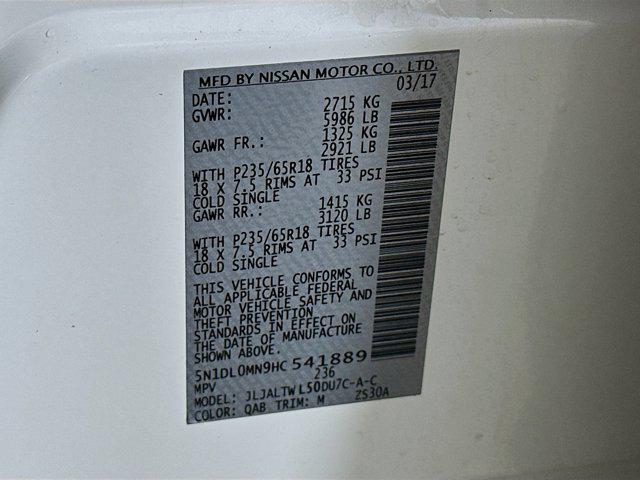 MFD BY NISSAN MOTOR CO., LTD.
DATE: 03/17
GVWR: 2715 KG
5986 LB
GAWR FR.: 1325 KG
2921 LB
WITH P235/65R18 TIRES
18 X 7.5 RIMS AT 33 PSI
COLD SINGLE
GAWR RR.: 1415 KG
3120 LB
WITH P235/65R18 TIRES
18 X 7.5 RIMS AT 33 PSI
COLD SINGLE
THIS VEHICLE CONFORMS TO
ALL APPLICABLE FEDERAL
MOTOR VEHICLE SAFETY AND
THEFT PREVENTION
STANDARDS IN EFFECT ON
THE DATE OF MANUFACTURE
SHOWN ABOVE.
5N1DL0MN9HC 541889
MPV 236
MODEL: JLJALTWL50DU7C-A-C
COLOR: QAB TRIM: M ZS30A